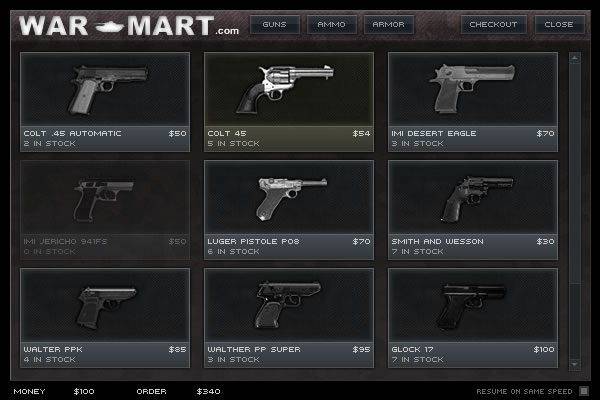 WAR MART.com
GUNS AMMO ARMOR CHECKOUT CLOSE
COLT .45 AUTOMATIC $50
2 IN STOCK
COLT 45 $54
5 IN STOCK
IMI DESERT EAGLE $70
3 IN STOCK
IMI JERICHO 941FS $50
0 IN STOCK
LUGER PISTOLE P08 $70
6 IN STOCK
SMITH AND WESSON $30
7 IN STOCK
WALTER PPK $85
4 IN STOCK
WALTHER PP SUPER $95
3 IN STOCK
GLOCK 17 $100
7 IN STOCK
MONEY $100 ORDER $340 RESUME ON SAME SPEED